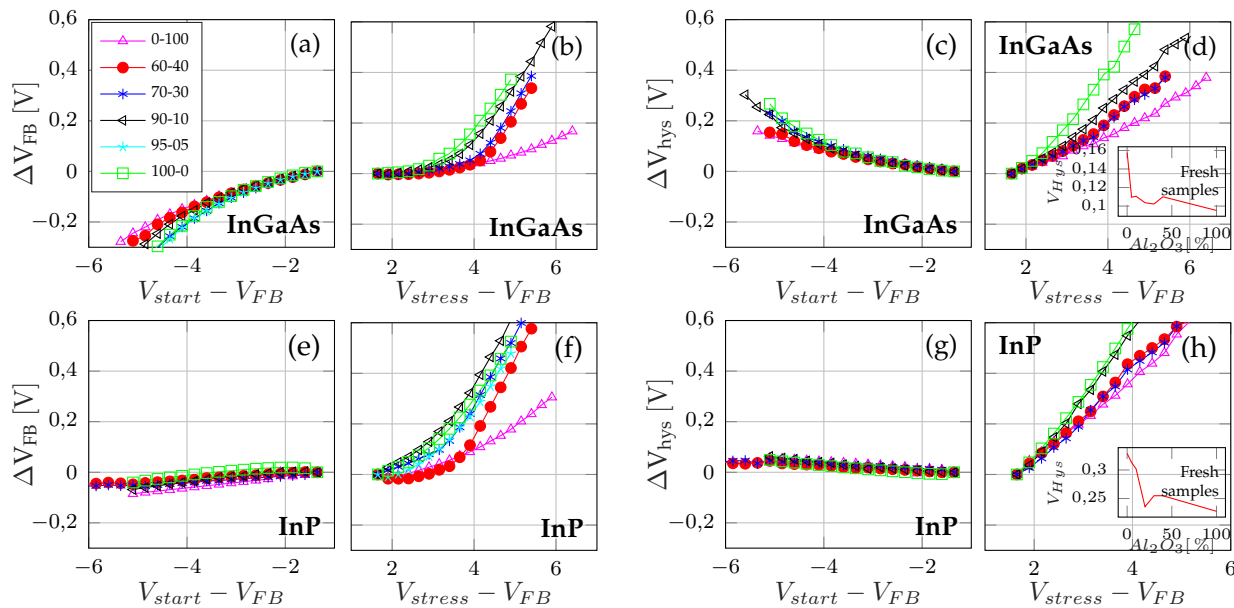 0,6
0,4
0,2
0
−0,2
ΔV_FB [V]
0-100
60-40
70-30
90-10
95-05
100-0
(a)
InGaAs
−6 −4 −2
V_start − V_FB
(b)
InGaAs
2 4 6
V_stress − V_FB
0,6
0,4
0,2
0
−0,2
ΔV_hys [V]
(c)
InGaAs
−6 −4 −2
V_start − V_FB
InGaAs
(d)
0,16
0,14
0,12
0,1
V_Hys
Fresh
samples
0 50 100
Al₂O₃[%]
2 4 6
V_stress − V_FB
0,6
0,4
0,2
0
−0,2
ΔV_FB [V]
(e)
InP
−6 −4 −2
V_start − V_FB
(f)
InP
2 4 6
V_stress − V_FB
0,6
0,4
0,2
0
−0,2
ΔV_hys [V]
(g)
InP
−6 −4 −2
V_start − V_FB
InP
(h)
0,3
0,25
V_Hys
Fresh
samples
0 50 100
Al₂O₃[%]
2 4 6
V_stress − V_FB